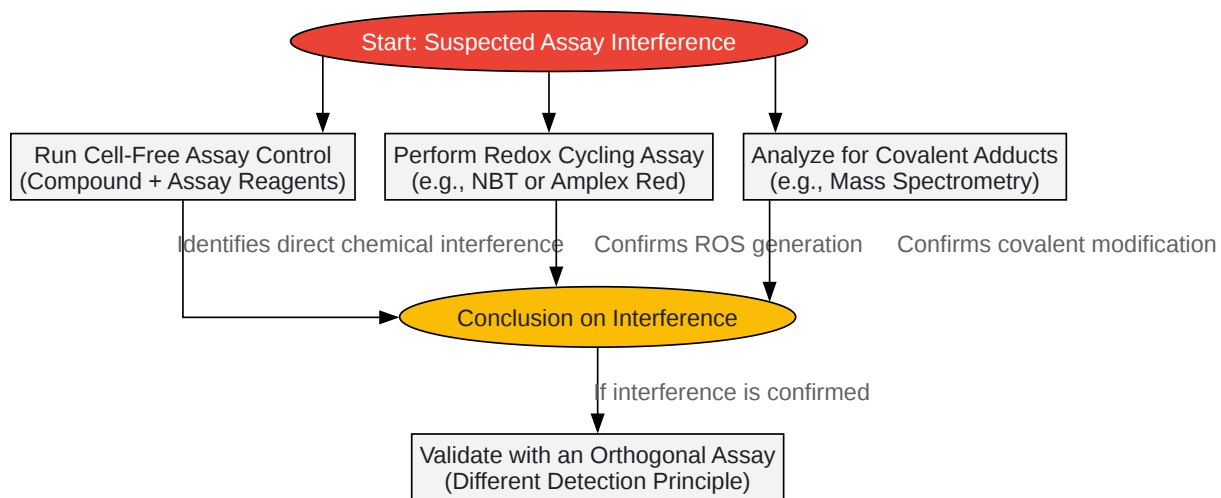 Start: Suspected Assay Interference
Run Cell-Free Assay Control
(Compound + Assay Reagents)
Perform Redox Cycling Assay
(e.g., NBT or Amplex Red)
Analyze for Covalent Adducts
(e.g., Mass Spectrometry)
Identifies direct chemical interference
Confirms ROS generation
Confirms covalent modification
Conclusion on Interference
If interference is confirmed
Validate with an Orthogonal Assay
(Different Detection Principle)